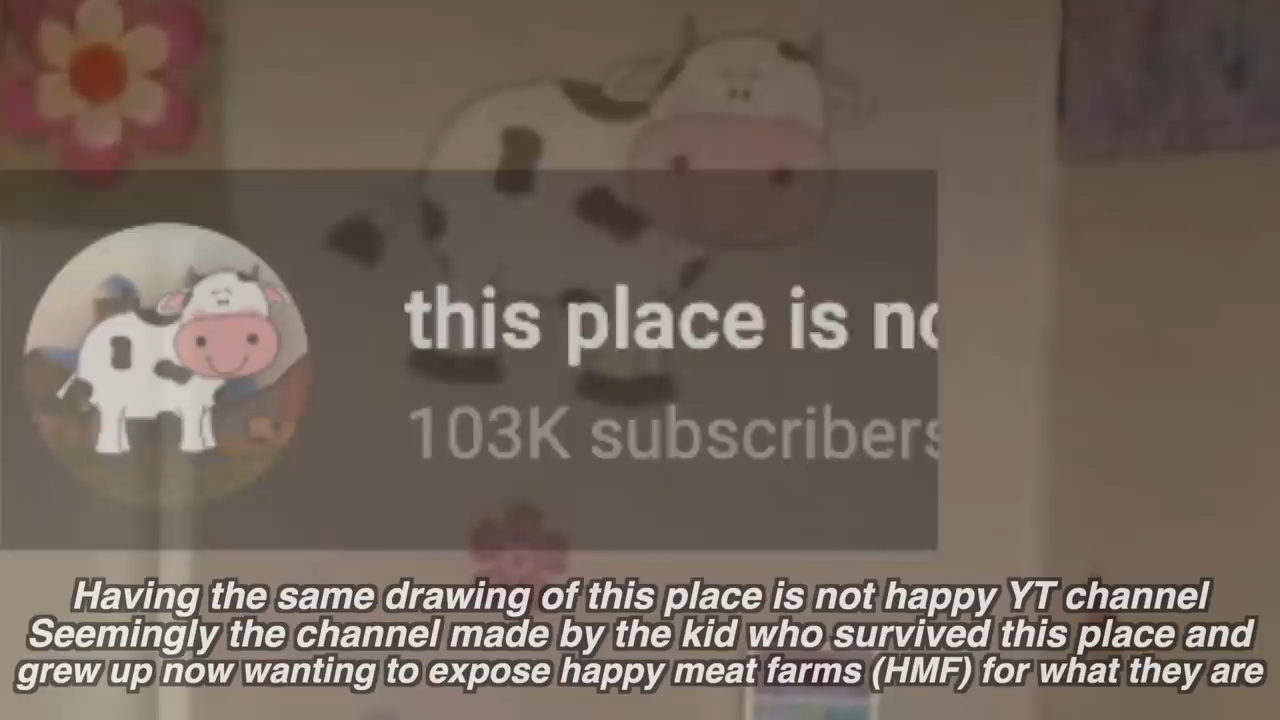 this place is no
103K subscribers
Having the same drawing of this place is not happy YT channel
Seemingly the channel made by the kid who survived this place and
grew up now wanting to expose happy meat farms (HMF) for what they are